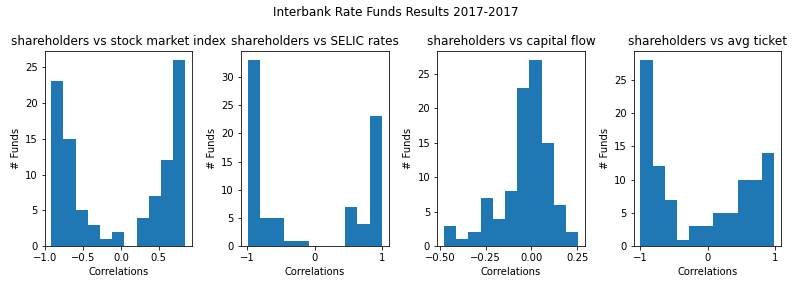 Interbank Rate Funds Results 2017-2017
shareholders vs stock market index
25
20
15
10
5
0
# Funds
−1.0 −0.5 0.0 0.5
Correlations
shareholders vs SELIC rates
30
25
20
15
10
5
0
# Funds
−1 0 1
Correlations
shareholders vs capital flow
25
20
15
10
5
0
# Funds
−0.50 −0.25 0.00 0.25
Correlations
shareholders vs avg ticket
25
20
15
10
5
0
# Funds
−1 0 1
Correlations